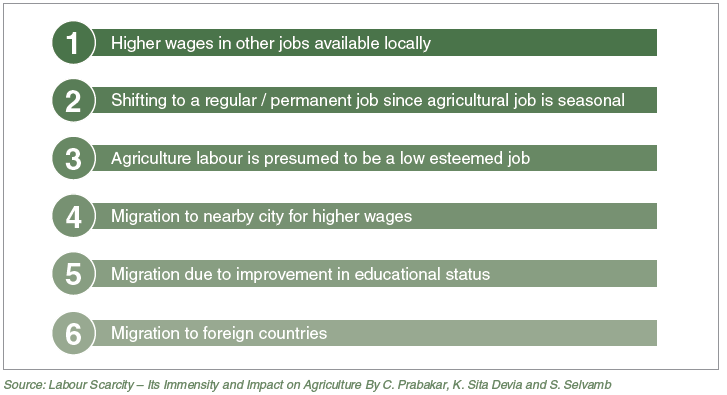 1 Higher wages in other jobs available locally
2 Shifting to a regular / permanent job since agricultural job is seasonal
3 Agriculture labour is presumed to be a low esteemed job
4 Migration to nearby city for higher wages
5 Migration due to improvement in educational status
6 Migration to foreign countries
Source: Labour Scarcity – Its Immensity and Impact on Agriculture By C. Prabakar, K. Sita Devia and S. Selvamb